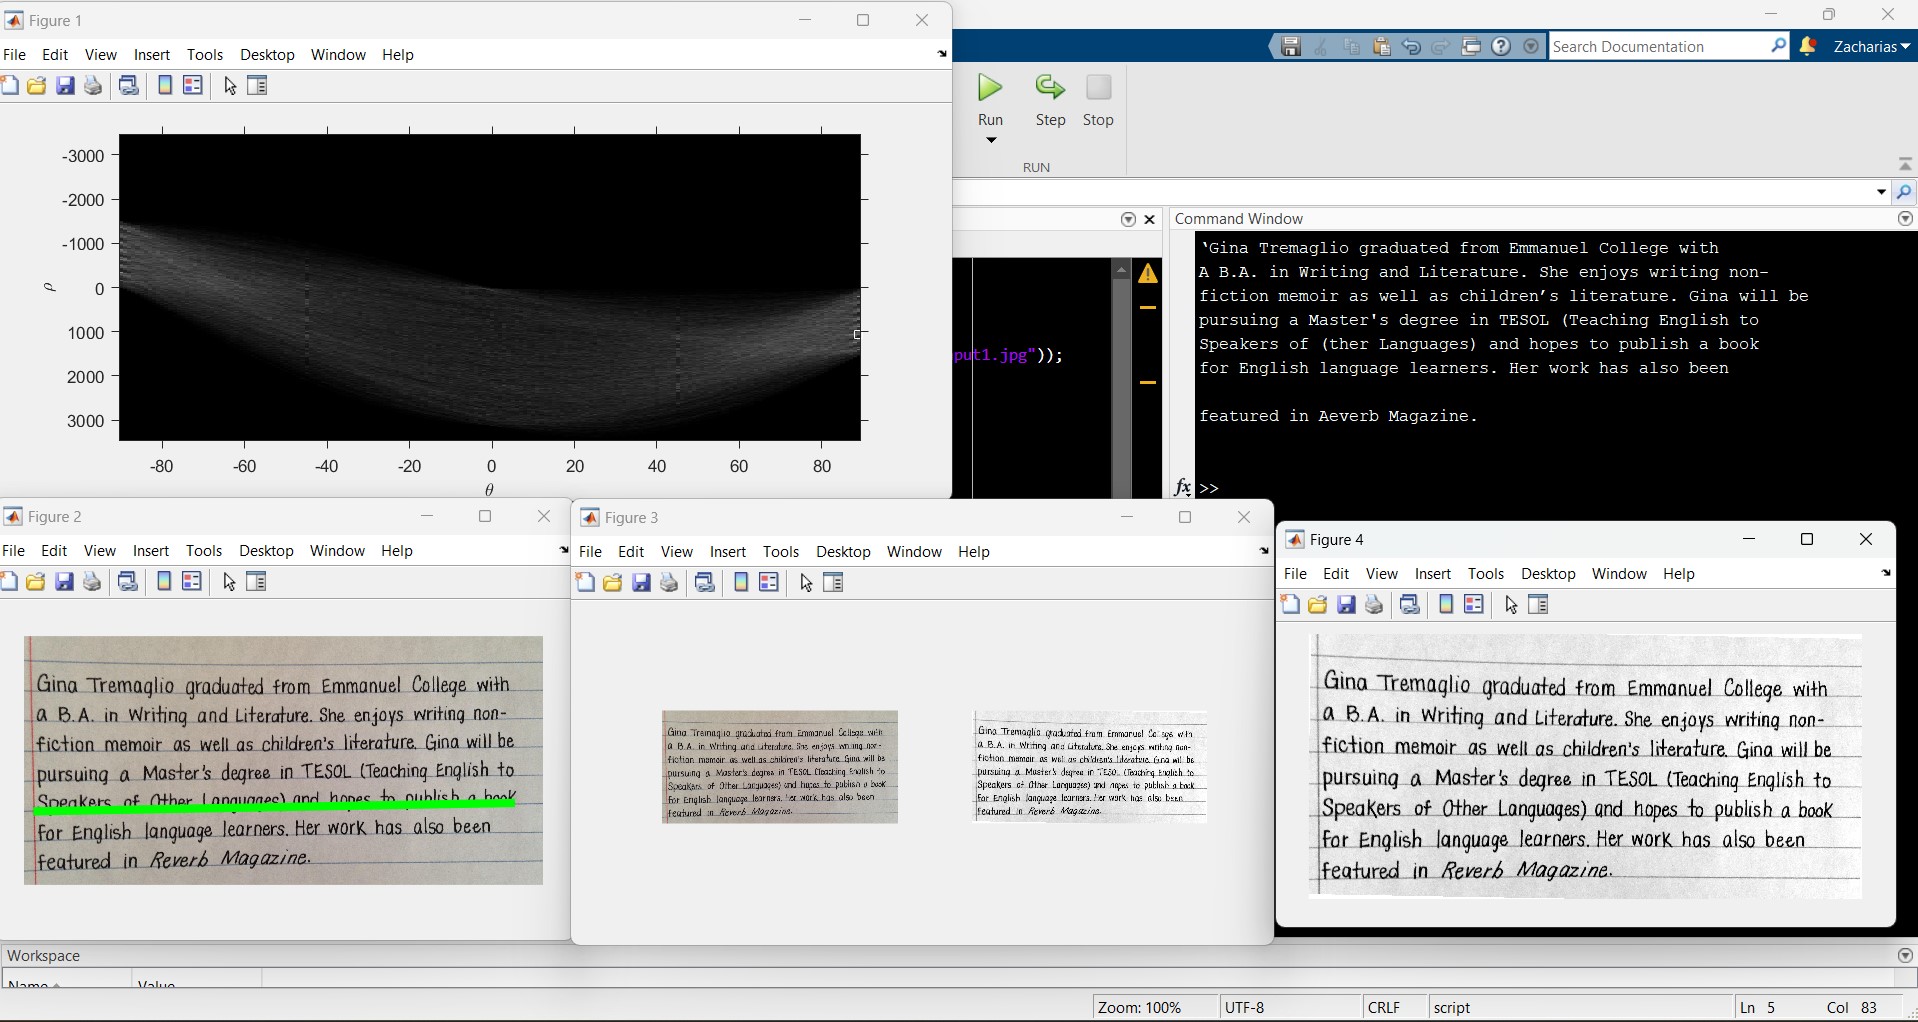 Figure 1
File Edit View Insert Tools Desktop Window Help
-3000
-2000
-1000
0
1000
2000
3000
ρ
-80 -60 -40 -20 0 20 40 60 80
θ
Search Documentation
Zacharias
Run
Step
Stop
RUN
put1.jpg"));
Command Window
‛Gina Tremaglio graduated from Emmanuel College with
A B.A. in Writing and Literature. She enjoys writing non-
fiction memoir as well as children’s literature. Gina will be
pursuing a Master's degree in TESOL (Teaching English to
Speakers of (ther Languages) and hopes to publish a book
for English language learners. Her work has also been
featured in Aeverb Magazine.
fx >>
Figure 2
File Edit View Insert Tools Desktop Window Help
Gina Tremaglio graduated from Emmanuel College with
a B.A. in Writing and Literature. She enjoys writing non-
fiction memoir as well as children's literature. Gina will be
pursuing a Master's degree in TESOL (Teaching English to
Speakers of Other Languages) and hopes to publish a book
for English language learners. Her work has also been
featured in Reverb Magazine.
Figure 3
File Edit View Insert Tools Desktop Window Help
Gina Tremaglio graduated from Emmanuel College with
a B.A. in Writing and Literature. She enjoys writing non-
fiction memoir as well as children's literature. Gina will be
pursuing a Master's degree in TESOL (Teaching English to
Speakers of Other Languages) and hopes to publish a book
for English language learners. Her work has also been
featured in Reverb Magazine.
Gina Tremaglio graduated from Emmanuel College with
a B.A. in Writing and Literature. She enjoys writing non-
fiction memoir as well as children's literature. Gina will be
pursuing a Master's degree in TESOL (Teaching English to
Speakers of Other Languages) and hopes to publish a book
for English language learners. Her work has also been
featured in Reverb Magazine.
Figure 4
File Edit View Insert Tools Desktop Window Help
Gina Tremaglio graduated from Emmanuel College with
a B.A. in Writing and Literature. She enjoys writing non-
fiction memoir as well as children's literature. Gina will be
pursuing a Master's degree in TESOL (Teaching English to
Speakers of Other Languages) and hopes to publish a book
for English language learners. Her work has also been
featured in Reverb Magazine.
Workspace
Name Value
Zoom: 100% UTF-8 CRLF script Ln 5 Col 83